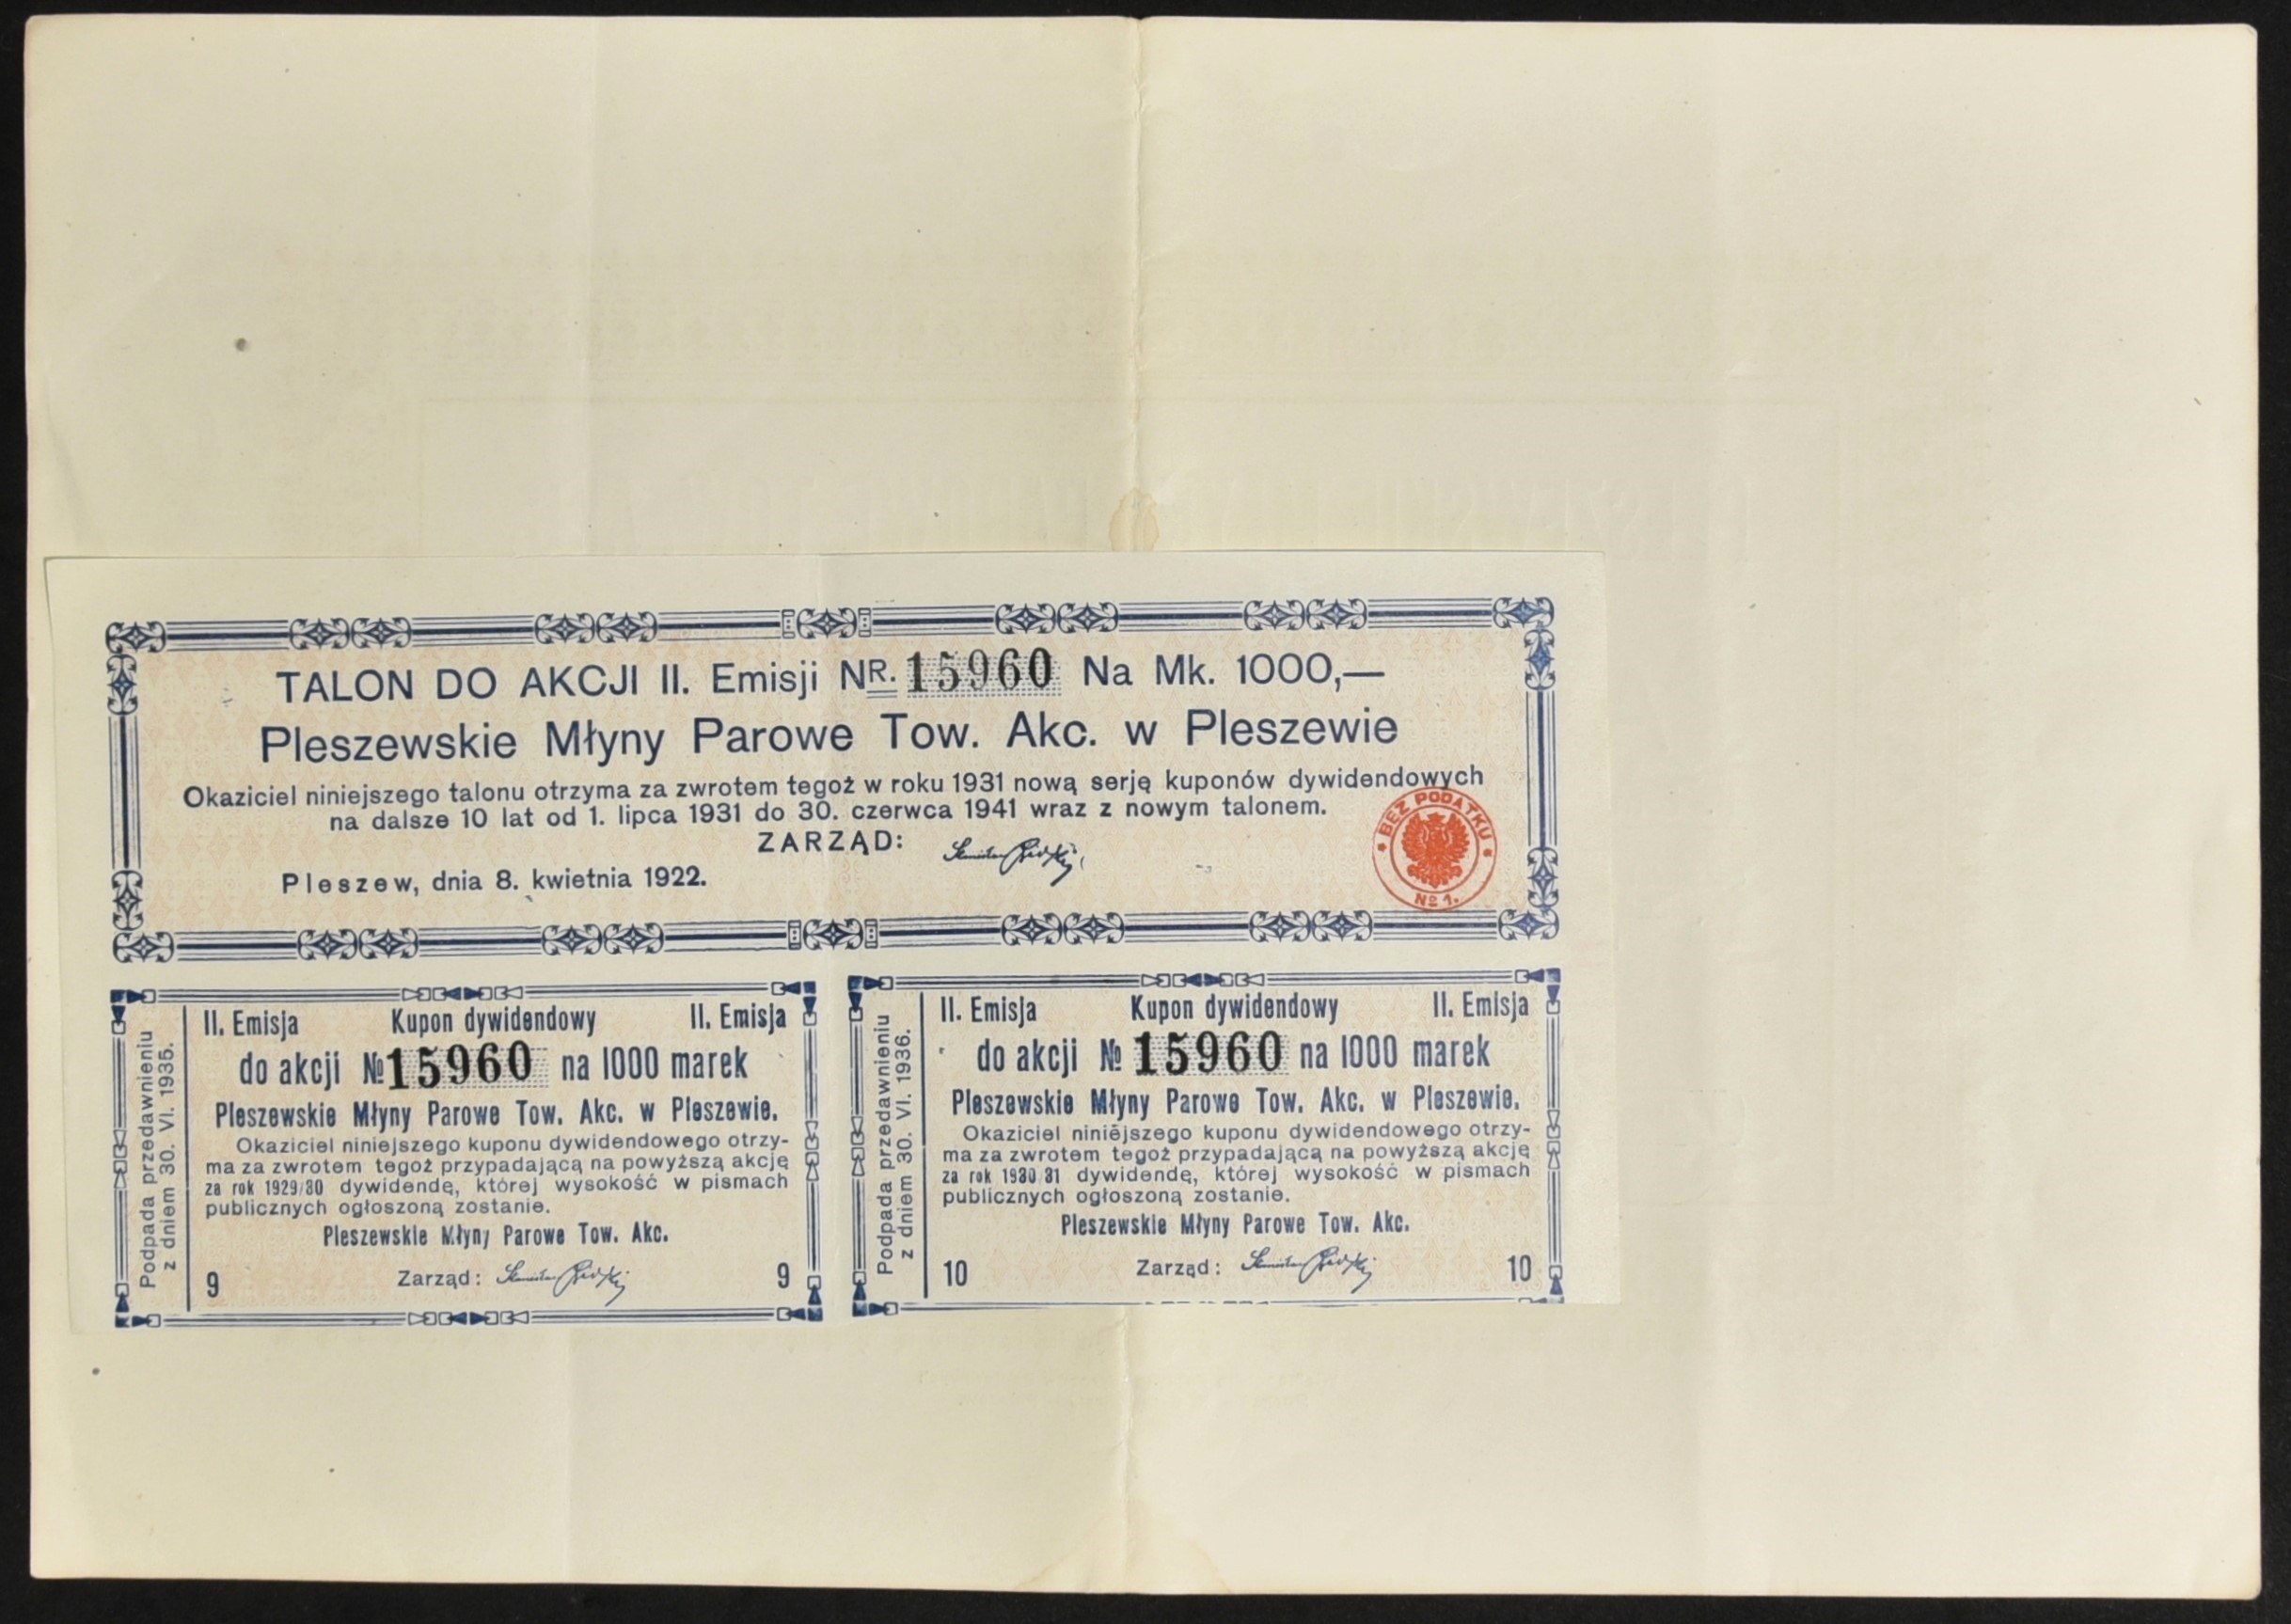 TALON DO AKCJI II. Emisji NR. 15960 Na Mk. 1000,—
Pleszewskie Młyny Parowe Tow. Akc. w Pleszewie
Okaziciel niniejszego talonu otrzyma za zwrotem tegoż w roku 1931 nową serję kuponów dywidendowych
na dalsze 10 lat od 1. lipca 1931 do 30. czerwca 1941 wraz z nowym talonem.
ZARZĄD:
Pleszew, dnia 8. kwietnia 1922.
* BEZ PODATKU *
No 1.
Podpada przedawnieniu
z dniem 30. VI. 1935.
II. Emisja Kupon dywidendowy II. Emisja
do akcji № 15960 na 1000 marek
Pleszewskie Młyny Parowe Tow. Akc. w Pleszewie.
Okaziciel niniejszego kuponu dywidendowego otrzy-
ma za zwrotem tegoż przypadającą na powyższą akcję
za rok 1929/30 dywidendę, której wysokość w pismach
publicznych ogłoszoną zostanie.
Pleszewskie Młyny Parowe Tow. Akc.
9 Zarząd: 9
Podpada przedawnieniu
z dniem 30. VI. 1936.
II. Emisja Kupon dywidendowy II. Emisja
do akcji № 15960 na 1000 marek
Pleszewskie Młyny Parowe Tow. Akc. w Pleszewie.
Okaziciel niniejszego kuponu dywidendowego otrzy-
ma za zwrotem tegoż przypadającą na powyższą akcję
za rok 1930/31 dywidendę, której wysokość w pismach
publicznych ogłoszoną zostanie.
Pleszewskie Młyny Parowe Tow. Akc.
10 Zarząd: 10